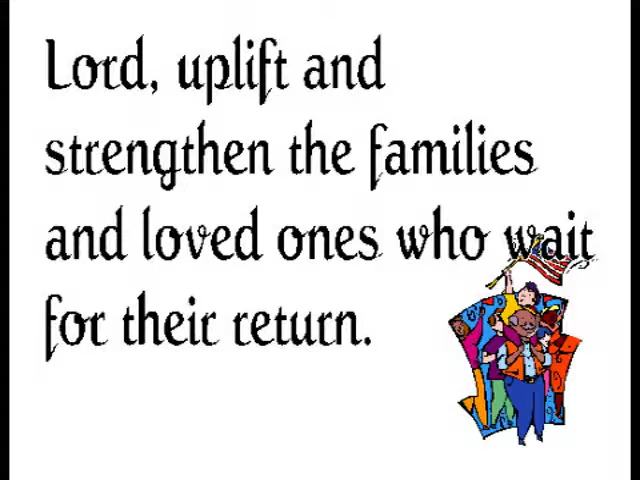 Lord, uplift and
strengthen the families
and loved ones who wait
for their return.